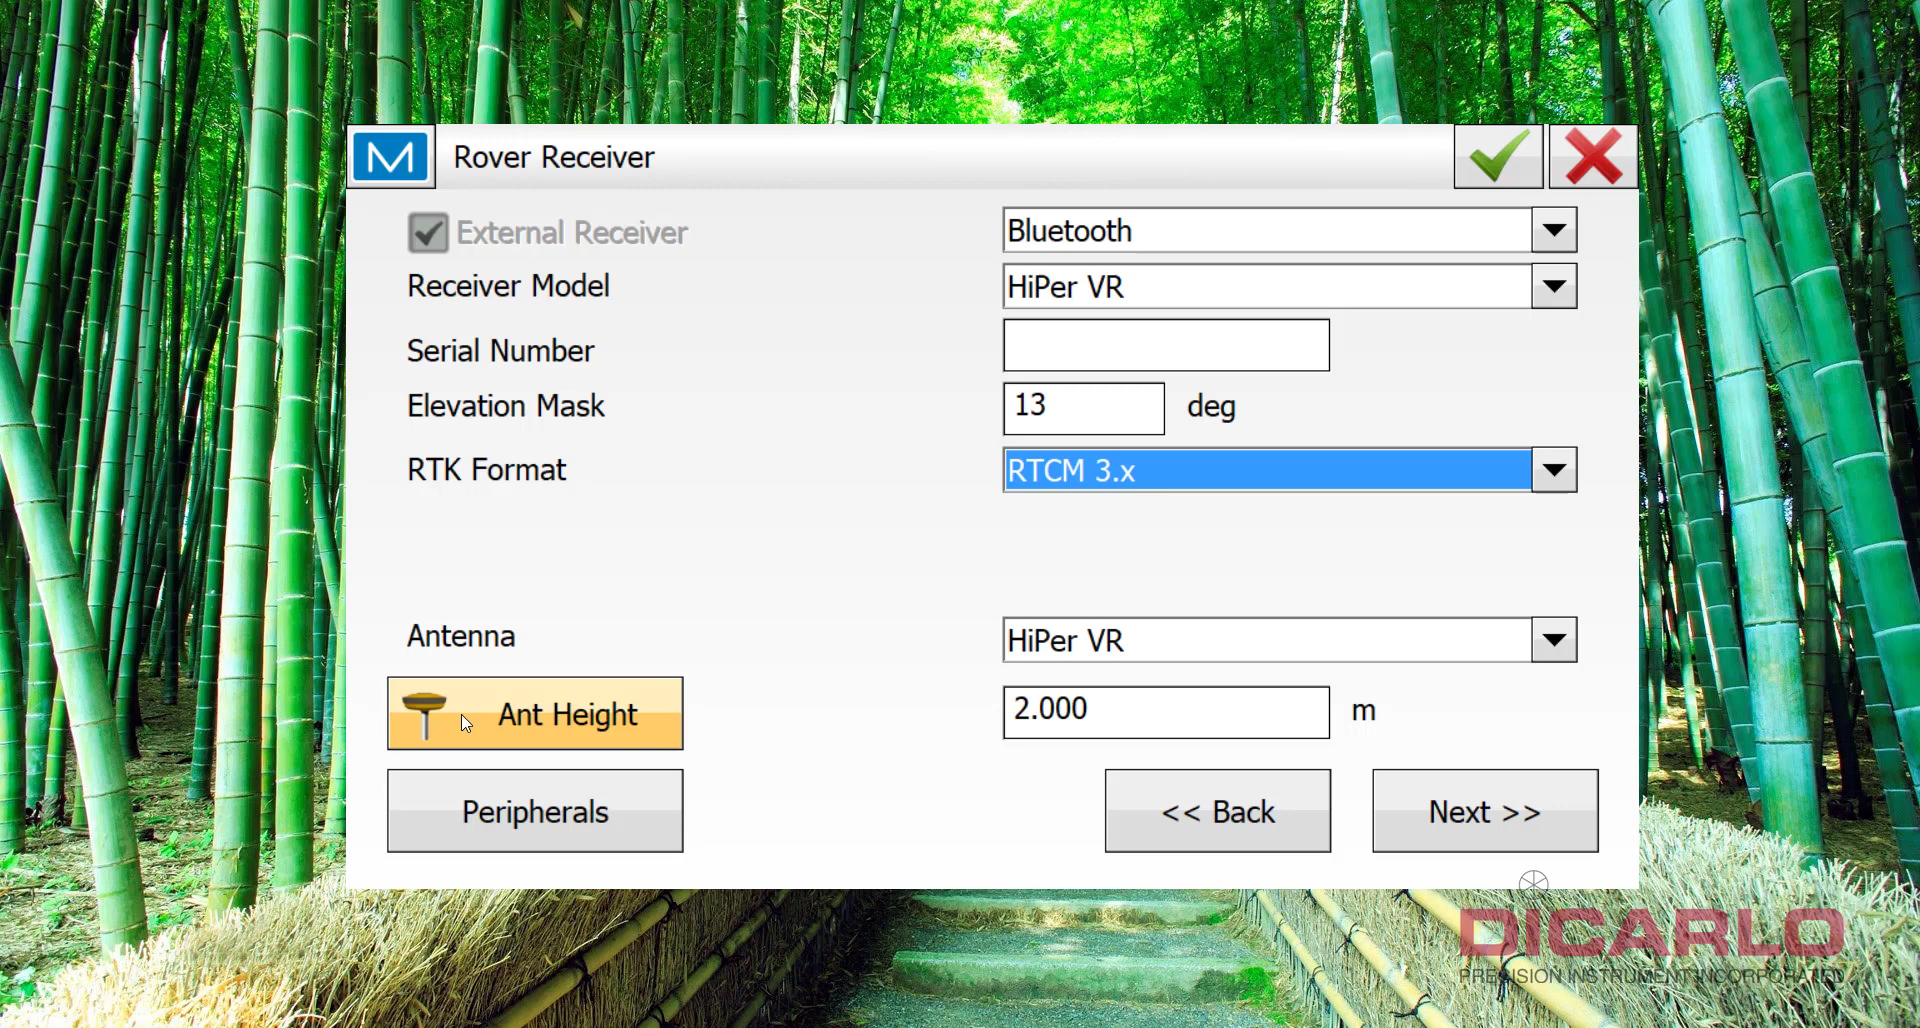 Rover Receiver
External Receiver
Bluetooth
Receiver Model
HiPer VR
Serial Number
Elevation Mask
13
deg
RTK Format
RTCM 3.x
Antenna
HiPer VR
Ant Height
2.000
m
Peripherals
<< Back
Next >>
DICARLO
PRECISION INSTRUMENT INCORPORATED